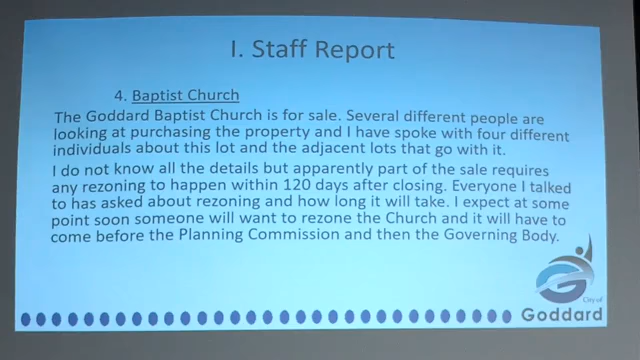 I. Staff Report
4. Baptist Church
The Goddard Baptist Church is for sale. Several different people are
looking at purchasing the property and I have spoke with four different
individuals about this lot and the adjacent lots that go with it.
I do not know all the details but apparently part of the sale requires
any rezoning to happen within 120 days after closing. Everyone I talked
to has asked about rezoning and how long it will take. I expect at some
point soon someone will want to rezone the Church and it will have to
come before the Planning Commission and then the Governing Body.
City of
Goddard